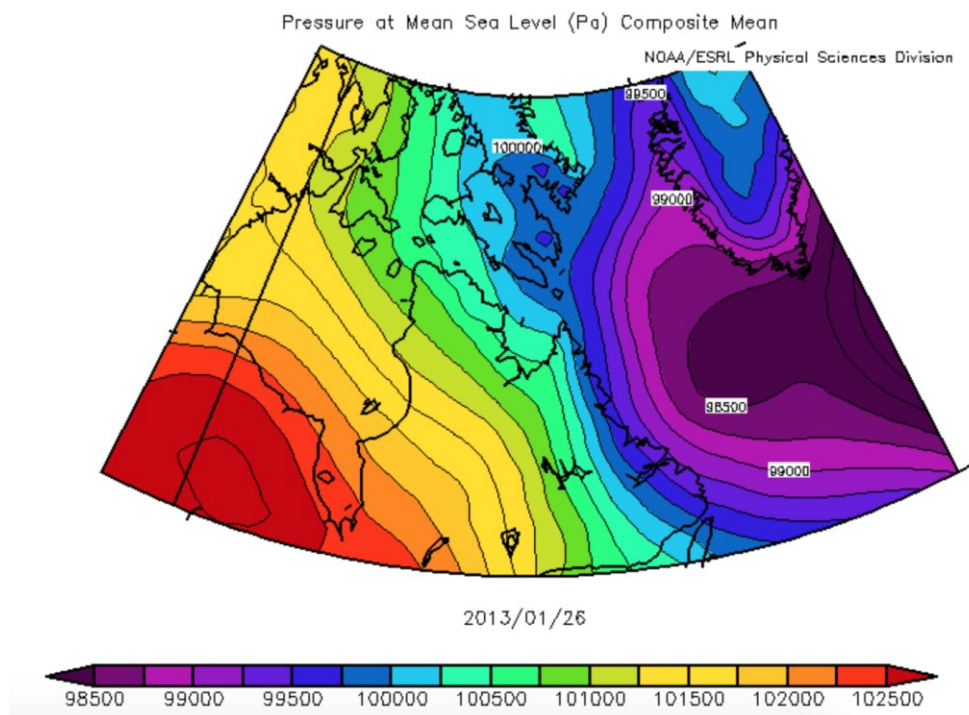 Pressure at Mean Sea Level (Pa) Composite Mean
NOAA/ESRL Physical Sciences Division
99500
100000
99000
98500
99000
2013/01/26
98500 99000 99500 100000 100500 101000 101500 102000 102500